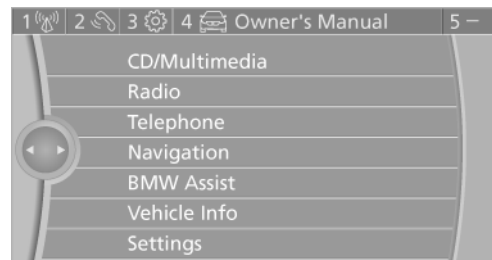 1 2 3 4 Owner's Manual 5 –
CD/Multimedia
Radio
Telephone
Navigation
BMW Assist
Vehicle Info
Settings